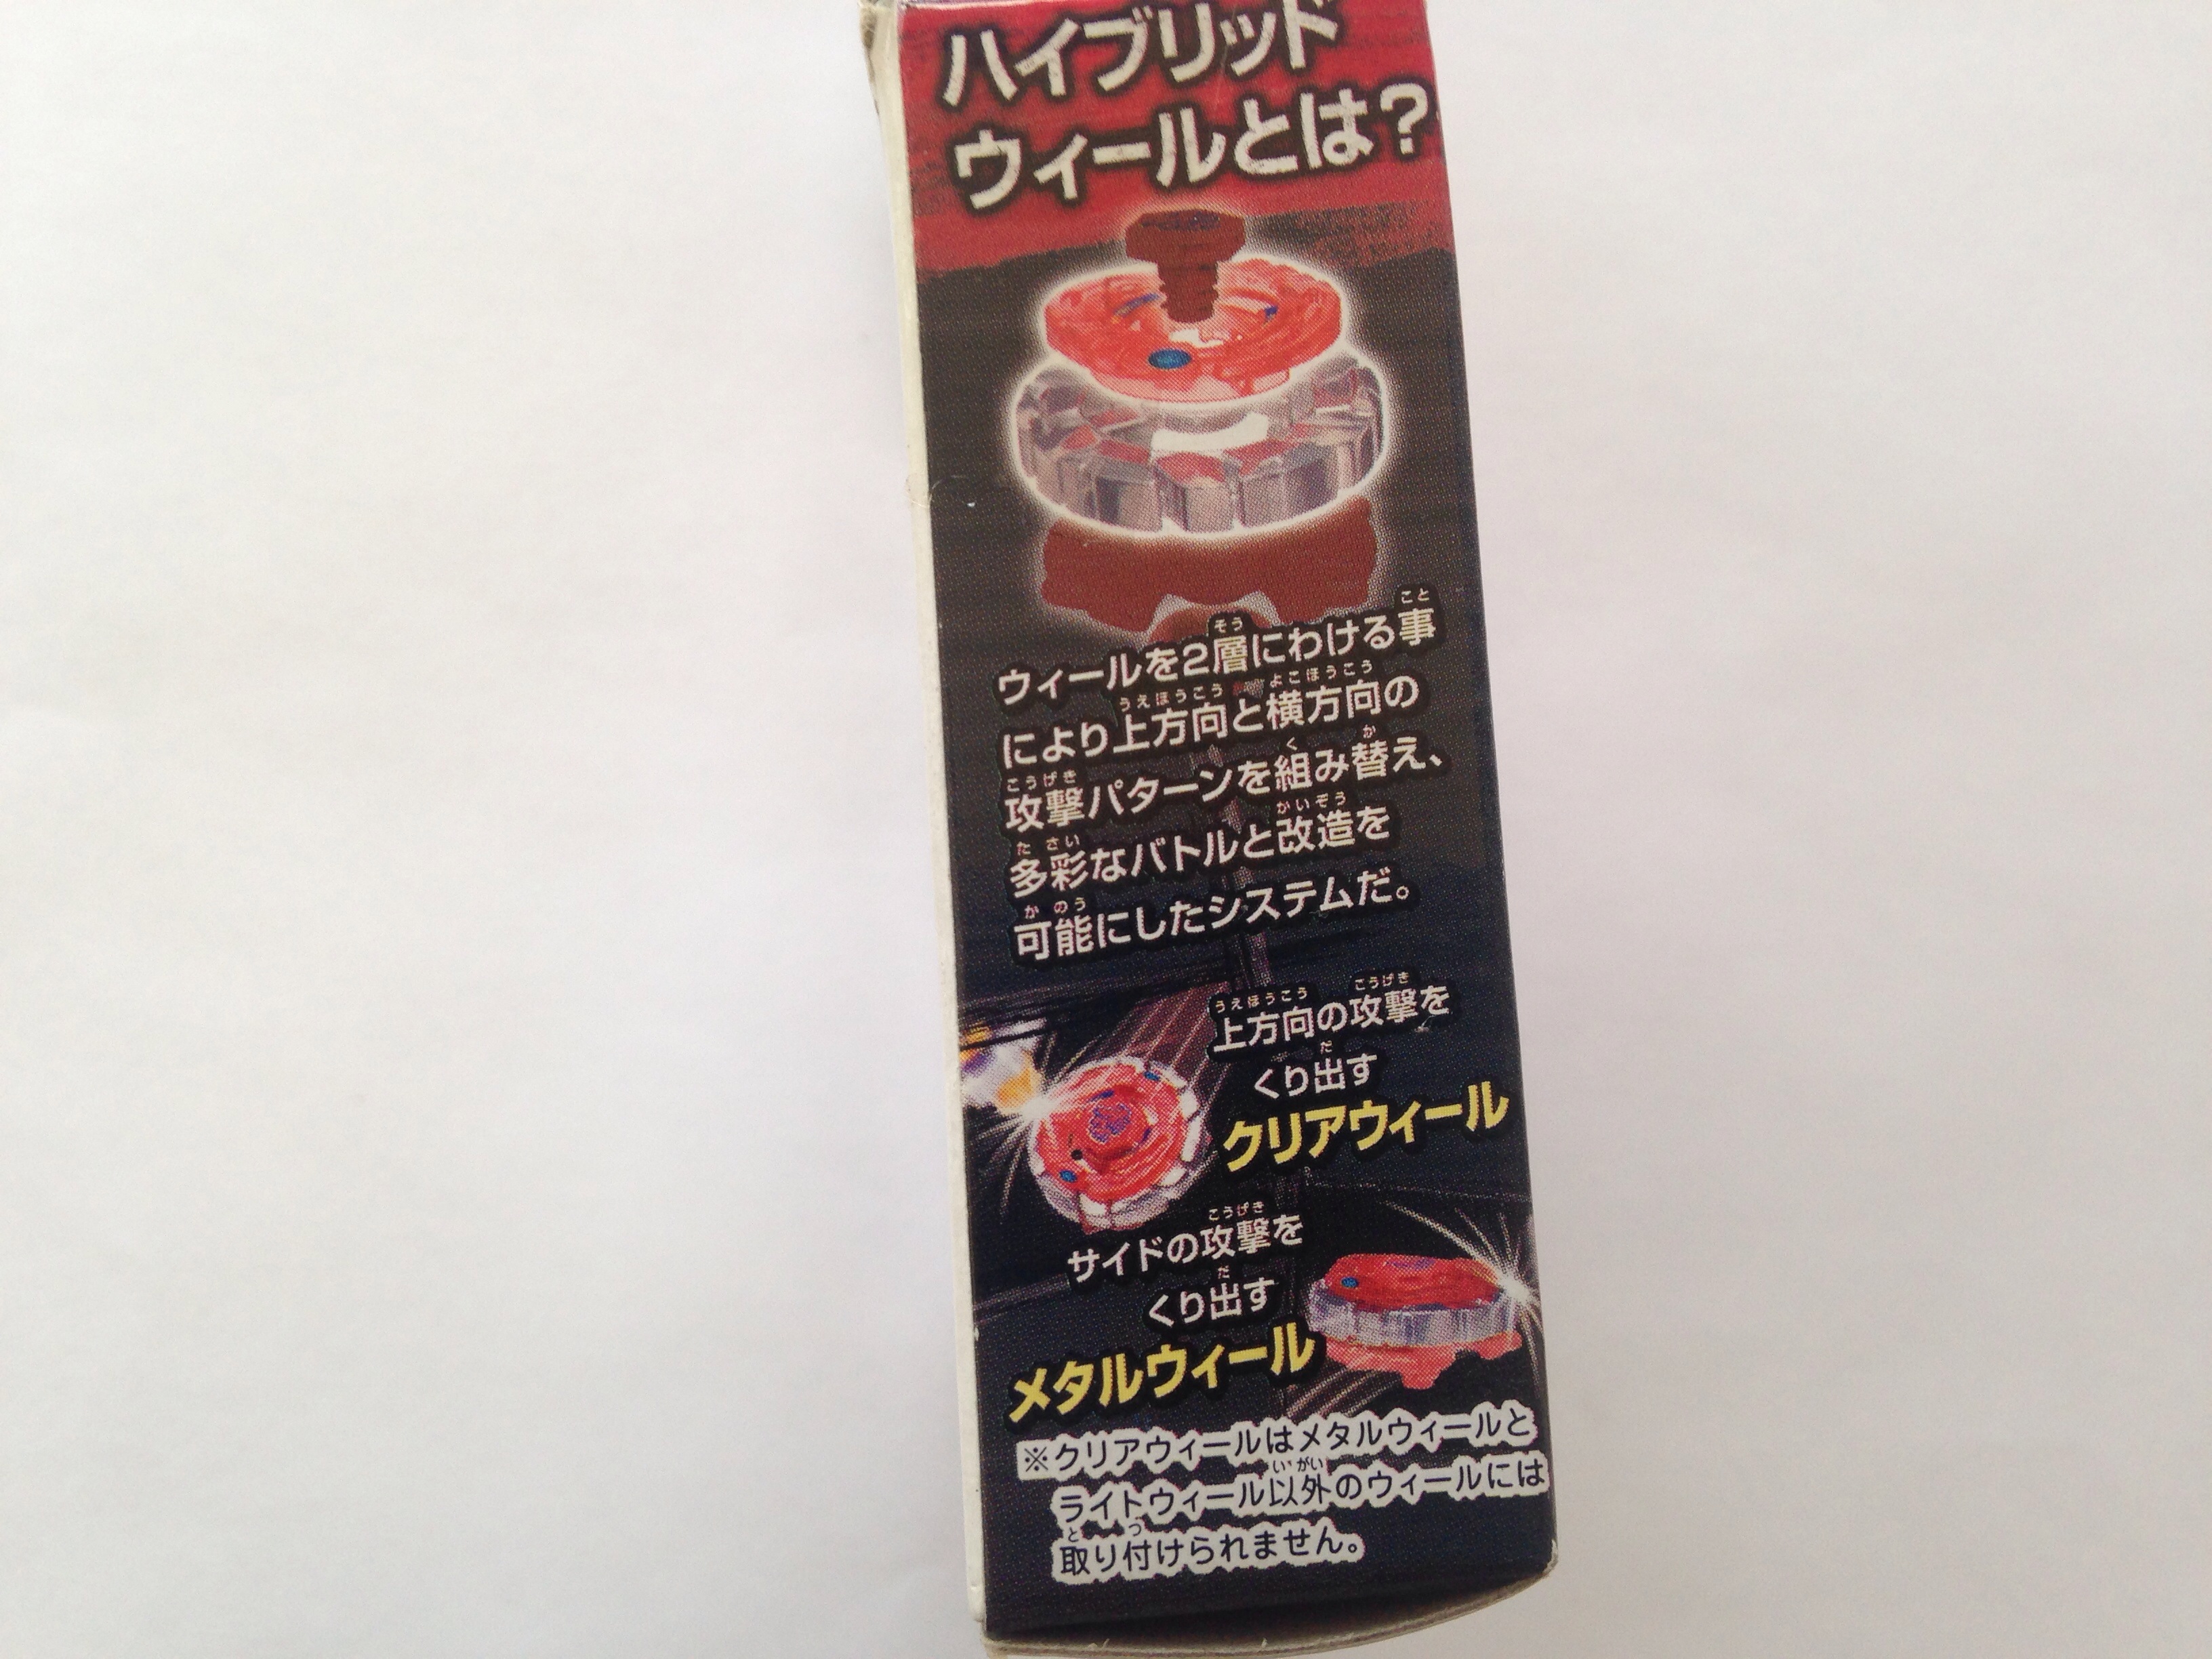 ハイブリッド
ウィールとは?
ウィールを2層にわける事
により上方向と横方向の
攻撃パターンを組み替え、
多彩なバトルと改造を
可能にしたシステムだ。
上方向の攻撃を
くり出す
クリアウィール
サイドの攻撃を
くり出す
メタルウィール
※クリアウィールはメタルウィールと
ライトウィール以外のウィールには
取り付けられません。